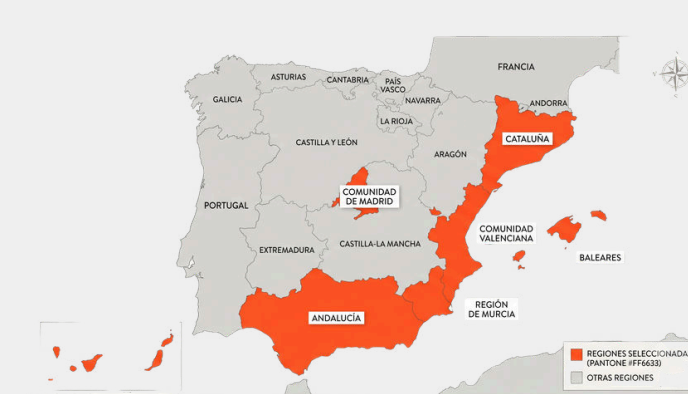 FRANCIA
ASTURIAS
CANTABRIA
PAÍS
VASCO
NAVARRA
GALICIA
ANDORRA
LA RIOJA
CASTILLA Y LEÓN
CATALUÑA
ARAGÓN
COMUNIDAD
DE MADRID
PORTUGAL
COMUNIDAD
VALENCIANA
CASTILLA-LA MANCHA
EXTREMADURA
BALEARES
REGIÓN
DE MURCIA
ANDALUCÍA
REGIONES SELECCIONADA
(PANTONE #FF6633)
OTRAS REGIONES